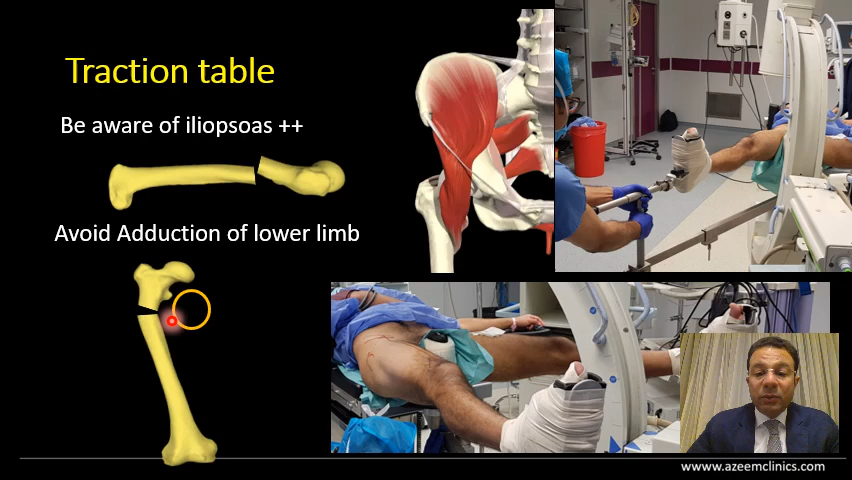 Traction table
Be aware of iliopsoas ++
Avoid Adduction of lower limb
www.azeemclinics.com